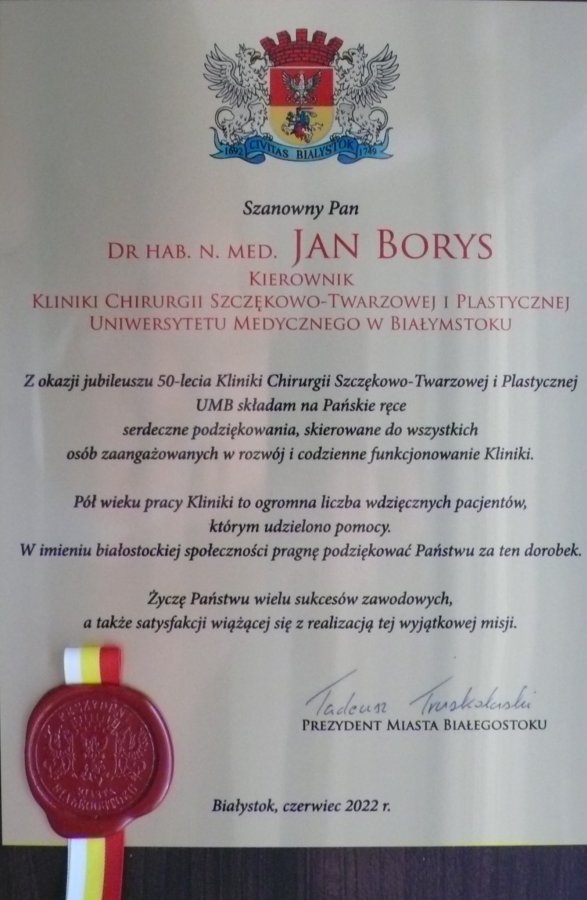 1692 CIVITAS BIALYSTOK 1749
Szanowny Pan
DR HAB. N. MED. JAN BORYS
KIEROWNIK
KLINIKI CHIRURGII SZCZĘKOWO-TWARZOWEJ I PLASTYCZNEJ
UNIWERSYTETU MEDYCZNEGO W BIAŁYMSTOKU
Z okazji jubileuszu 50-lecia Kliniki Chirurgii Szczękowo-Twarzowej i Plastycznej
UMB składam na Pańskie ręce
serdeczne podziękowania, skierowane do wszystkich
osób zaangażowanych w rozwój i codzienne funkcjonowanie Kliniki.
Pół wieku pracy Kliniki to ogromna liczba wdzięcznych pacjentów,
którym udzielono pomocy.
W imieniu białostockiej społeczności pragnę podziękować Państwu za ten dorobek.
Życzę Państwu wielu sukcesów zawodowych,
a także satysfakcji wiążącej się z realizacją tej wyjątkowej misji.
Tadeusz Truskolaski
PREZYDENT MIASTA BIAŁEGOSTOKU
MIASTA
BIAŁEGOSTOKU
Białystok, czerwiec 2022 r.